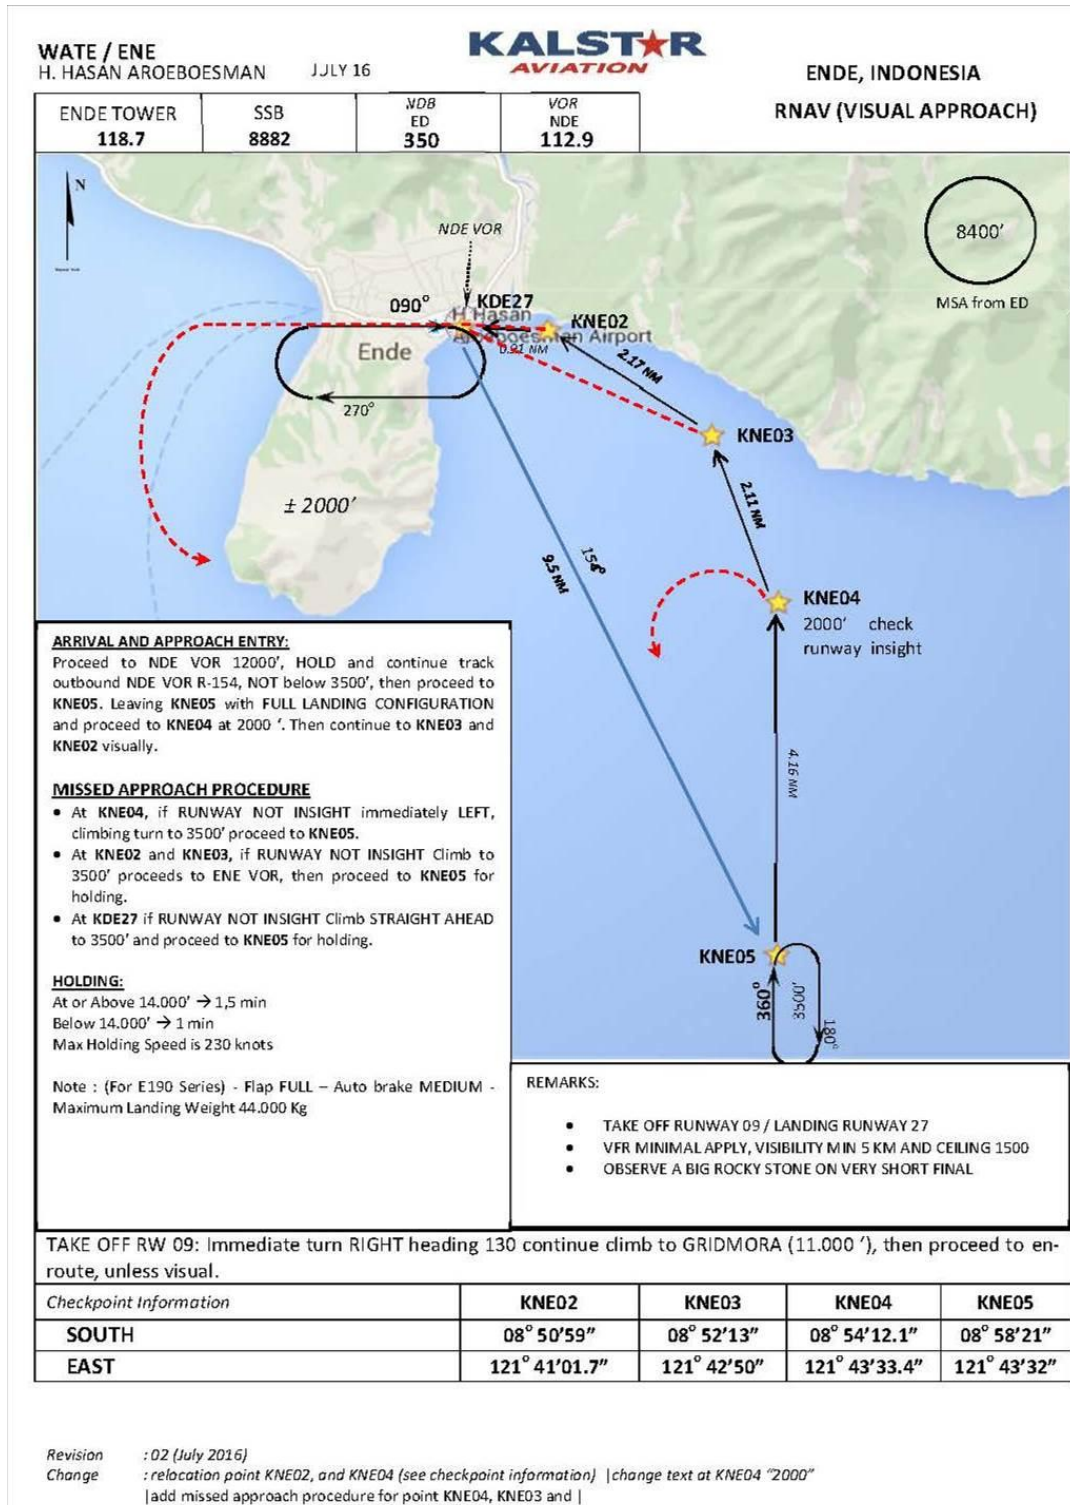 WATE / ENE
H. HASAN AROEBOESMAN JJLY 16
KALST★R
AVIATION
ENDE, INDONESIA
RNAV (VISUAL APPROACH)
ENDE TOWER
118.7
SSB
8882
NDB
ED
350
VOR
NDE
112.9
N
NDE VOR
8400’
MSA from ED
090°
KDE27
H Hasan
Aroeboesman Airport
KNE02
0.91 NM
Ende
270°
2.17 NM
KNE03
± 2000’
2.11 NM
9.5 NM
KNE04
2000’ check
runway insight
4.16 NM
KNE05
360°
3500’
180°
ARRIVAL AND APPROACH ENTRY:
Proceed to NDE VOR 12000’, HOLD and continue track
outbound NDE VOR R-154, NOT below 3500’, then proceed to
KNE05. Leaving KNE05 with FULL LANDING CONFIGURATION
and proceed to KNE04 at 2000 ‘. Then continue to KNE03 and
KNE02 visually.
MISSED APPROACH PROCEDURE
• At KNE04, if RUNWAY NOT INSIGHT immediately LEFT,
climbing turn to 3500’ proceed to KNE05.
• At KNE02 and KNE03, if RUNWAY NOT INSIGHT Climb to
3500’ proceeds to ENE VOR, then proceed to KNE05 for
holding.
• At KDE27 if RUNWAY NOT INSIGHT Climb STRAIGHT AHEAD
to 3500’ and proceed to KNE05 for holding.
HOLDING:
At or Above 14.000’ → 1,5 min
Below 14.000’ → 1 min
Max Holding Speed is 230 knots
Note : (For E190 Series) - Flap FULL – Auto brake MEDIUM -
Maximum Landing Weight 44.000 Kg
REMARKS:
• TAKE OFF RUNWAY 09 / LANDING RUNWAY 27
• VFR MINIMAL APPLY, VISIBILITY MIN 5 KM AND CEILING 1500
• OBSERVE A BIG ROCKY STONE ON VERY SHORT FINAL
TAKE OFF RW 09: Immediate turn RIGHT heading 130 continue climb to GRIDMORA (11.000 ’), then proceed to en-
route, unless visual.
Checkpoint Information KNE02 KNE03 KNE04 KNE05
SOUTH 08° 50’59” 08° 52’13” 08° 54’12.1” 08° 58’21”
EAST 121° 41’01.7” 121° 42’50” 121° 43’33.4” 121° 43’32”
Revision : 02 (July 2016)
Change : relocation point KNE02, and KNE04 (see checkpoint information) |change text at KNE04 “2000”
|add missed approach procedure for point KNE04, KNE03 and |